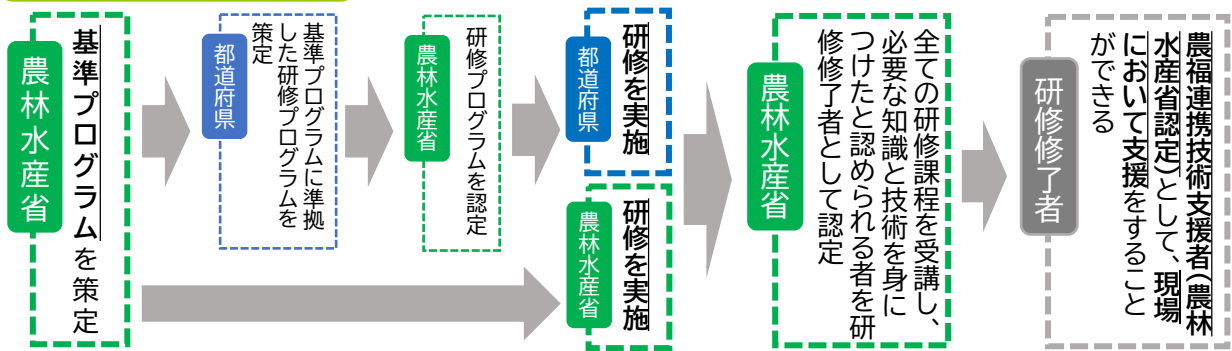 農林水産省
基準プログラムを策定
都道府県
基準プログラムに準拠
した研修プログラムを
策定
農林水産省
研修プログラムを認定
都道府県
研修を実施
農林水産省
研修を実施
農林水産省
全ての研修課程を受講し、
必要な知識と技術を身に
つけたと認められる者を研
修修了者として認定
研修修了者
農福連携技術支援者(農林
水産省認定)として、現場
において支援をすること
ができる